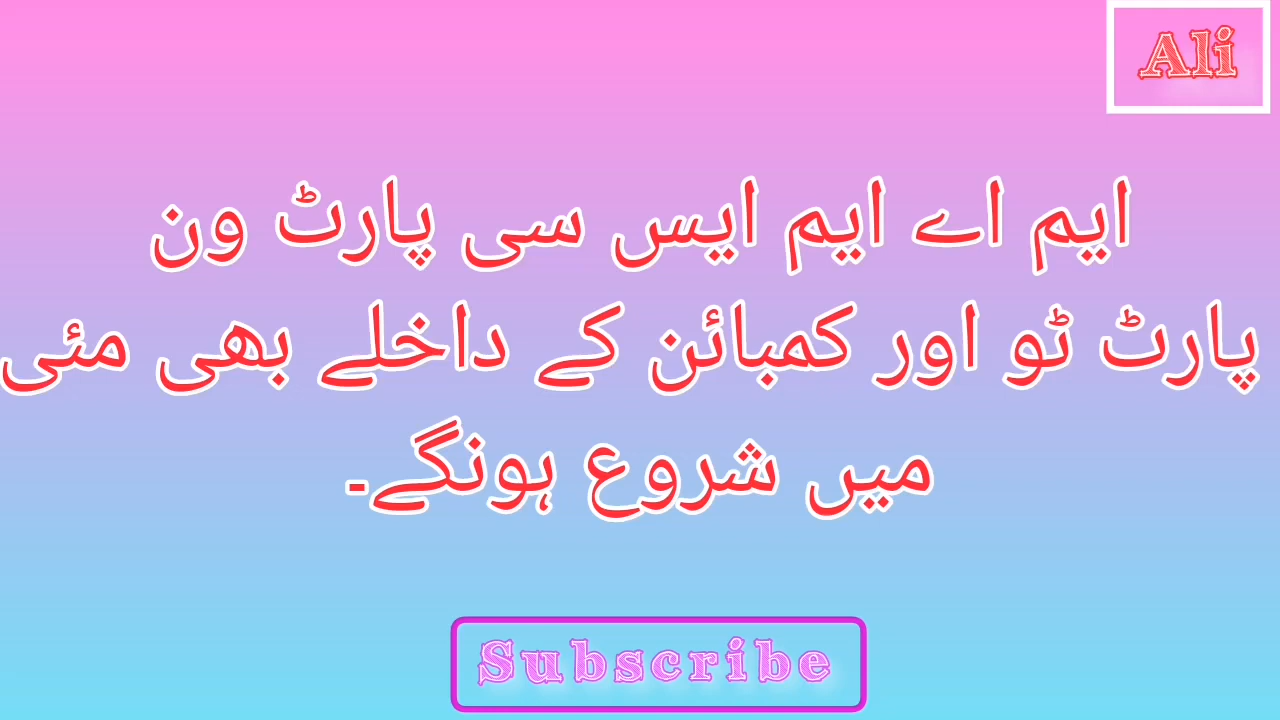 Ali
ایم اے ایم ایس سی پارٹ ون
پارٹ ٹو اور کمبائن کے داخلے بھی مئی
میں شروع ہونگے۔
Subscribe